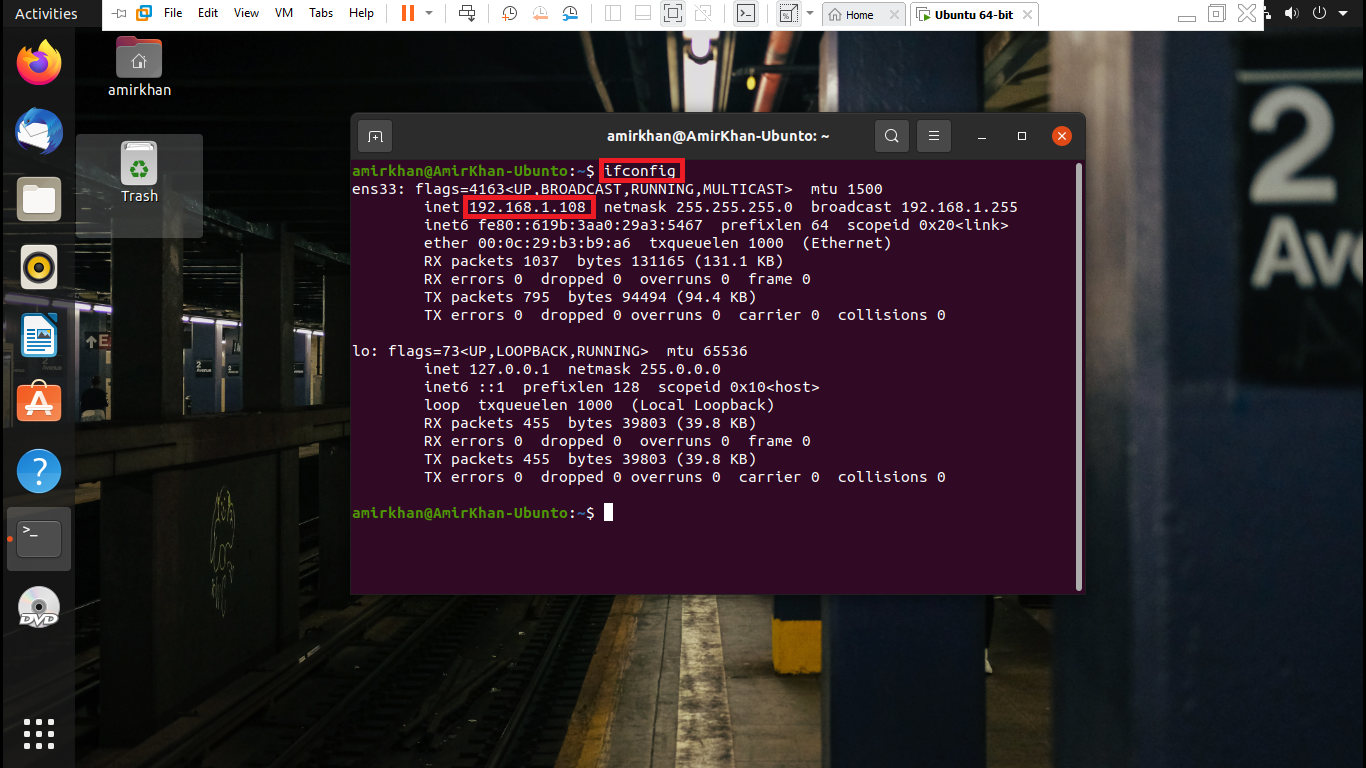 Activities
File Edit View VM Tabs Help
Home
Ubuntu 64-bit
amirkhan
Trash
amirkhan@AmirKhan-Ubunto: ~
amirkhan@AmirKhan-Ubunto:~$ ifconfig
ens33: flags=4163<UP,BROADCAST,RUNNING,MULTICAST>  mtu 1500
        inet 192.168.1.108  netmask 255.255.255.0  broadcast 192.168.1.255
        inet6 fe80::619b:3aa0:29a3:5467  prefixlen 64  scopeid 0x20<link>
        ether 00:0c:29:b3:b9:a6  txqueuelen 1000  (Ethernet)
        RX packets 1037  bytes 131165 (131.1 KB)
        RX errors 0  dropped 0  overruns 0  frame 0
        TX packets 795  bytes 94494 (94.4 KB)
        TX errors 0  dropped 0 overruns 0  carrier 0  collisions 0
lo: flags=73<UP,LOOPBACK,RUNNING>  mtu 65536
        inet 127.0.0.1  netmask 255.0.0.0
        inet6 ::1  prefixlen 128  scopeid 0x10<host>
        loop  txqueuelen 1000  (Local Loopback)
        RX packets 455  bytes 39803 (39.8 KB)
        RX errors 0  dropped 0  overruns 0  frame 0
        TX packets 455  bytes 39803 (39.8 KB)
        TX errors 0  dropped 0 overruns 0  carrier 0  collisions 0
amirkhan@AmirKhan-Ubunto:~$
DVD
2
Ave